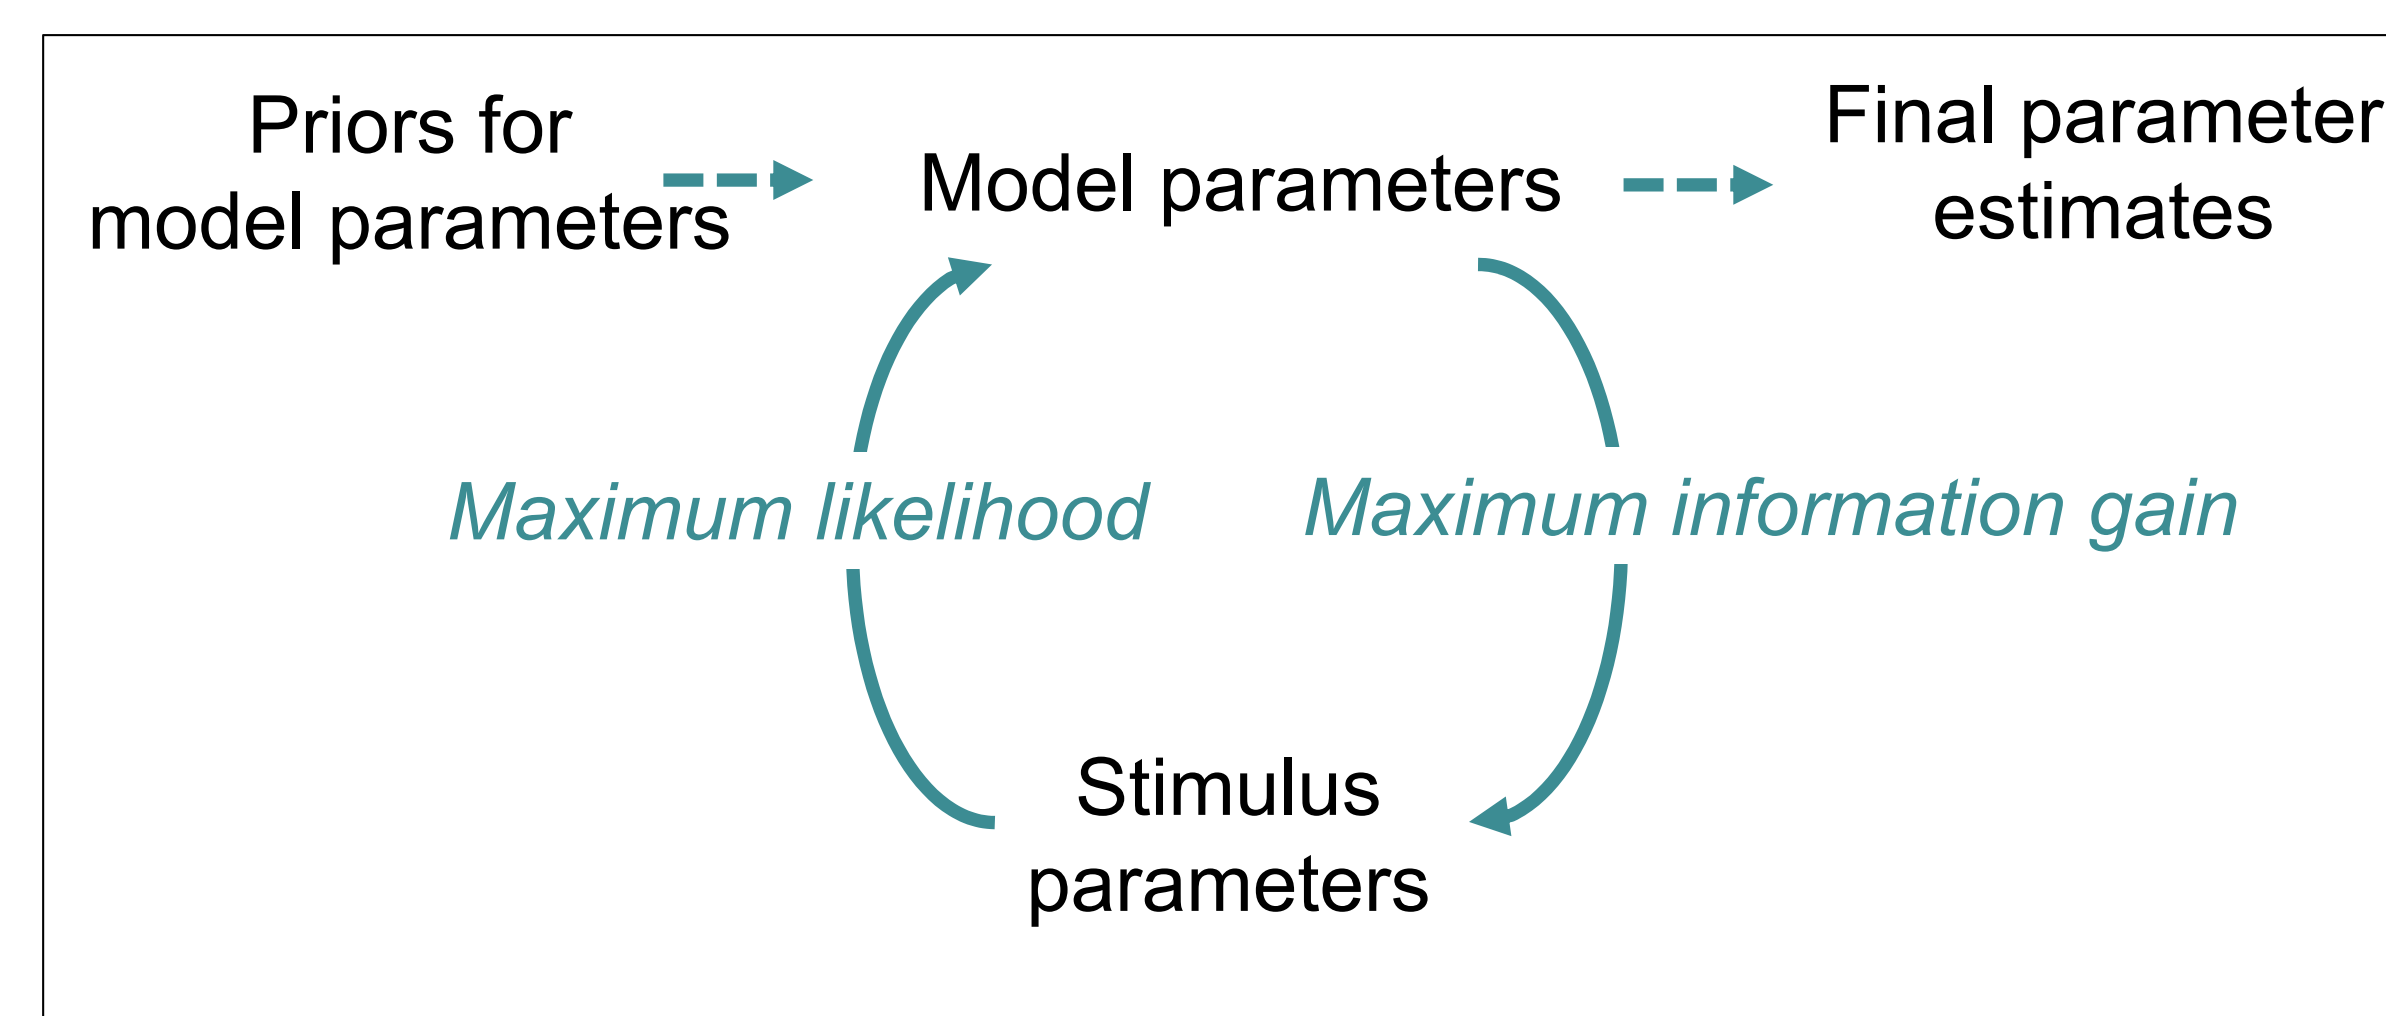 Priors for
model parameters
Model parameters
Final parameter
estimates
Maximum likelihood
Maximum information gain
Stimulus
parameters